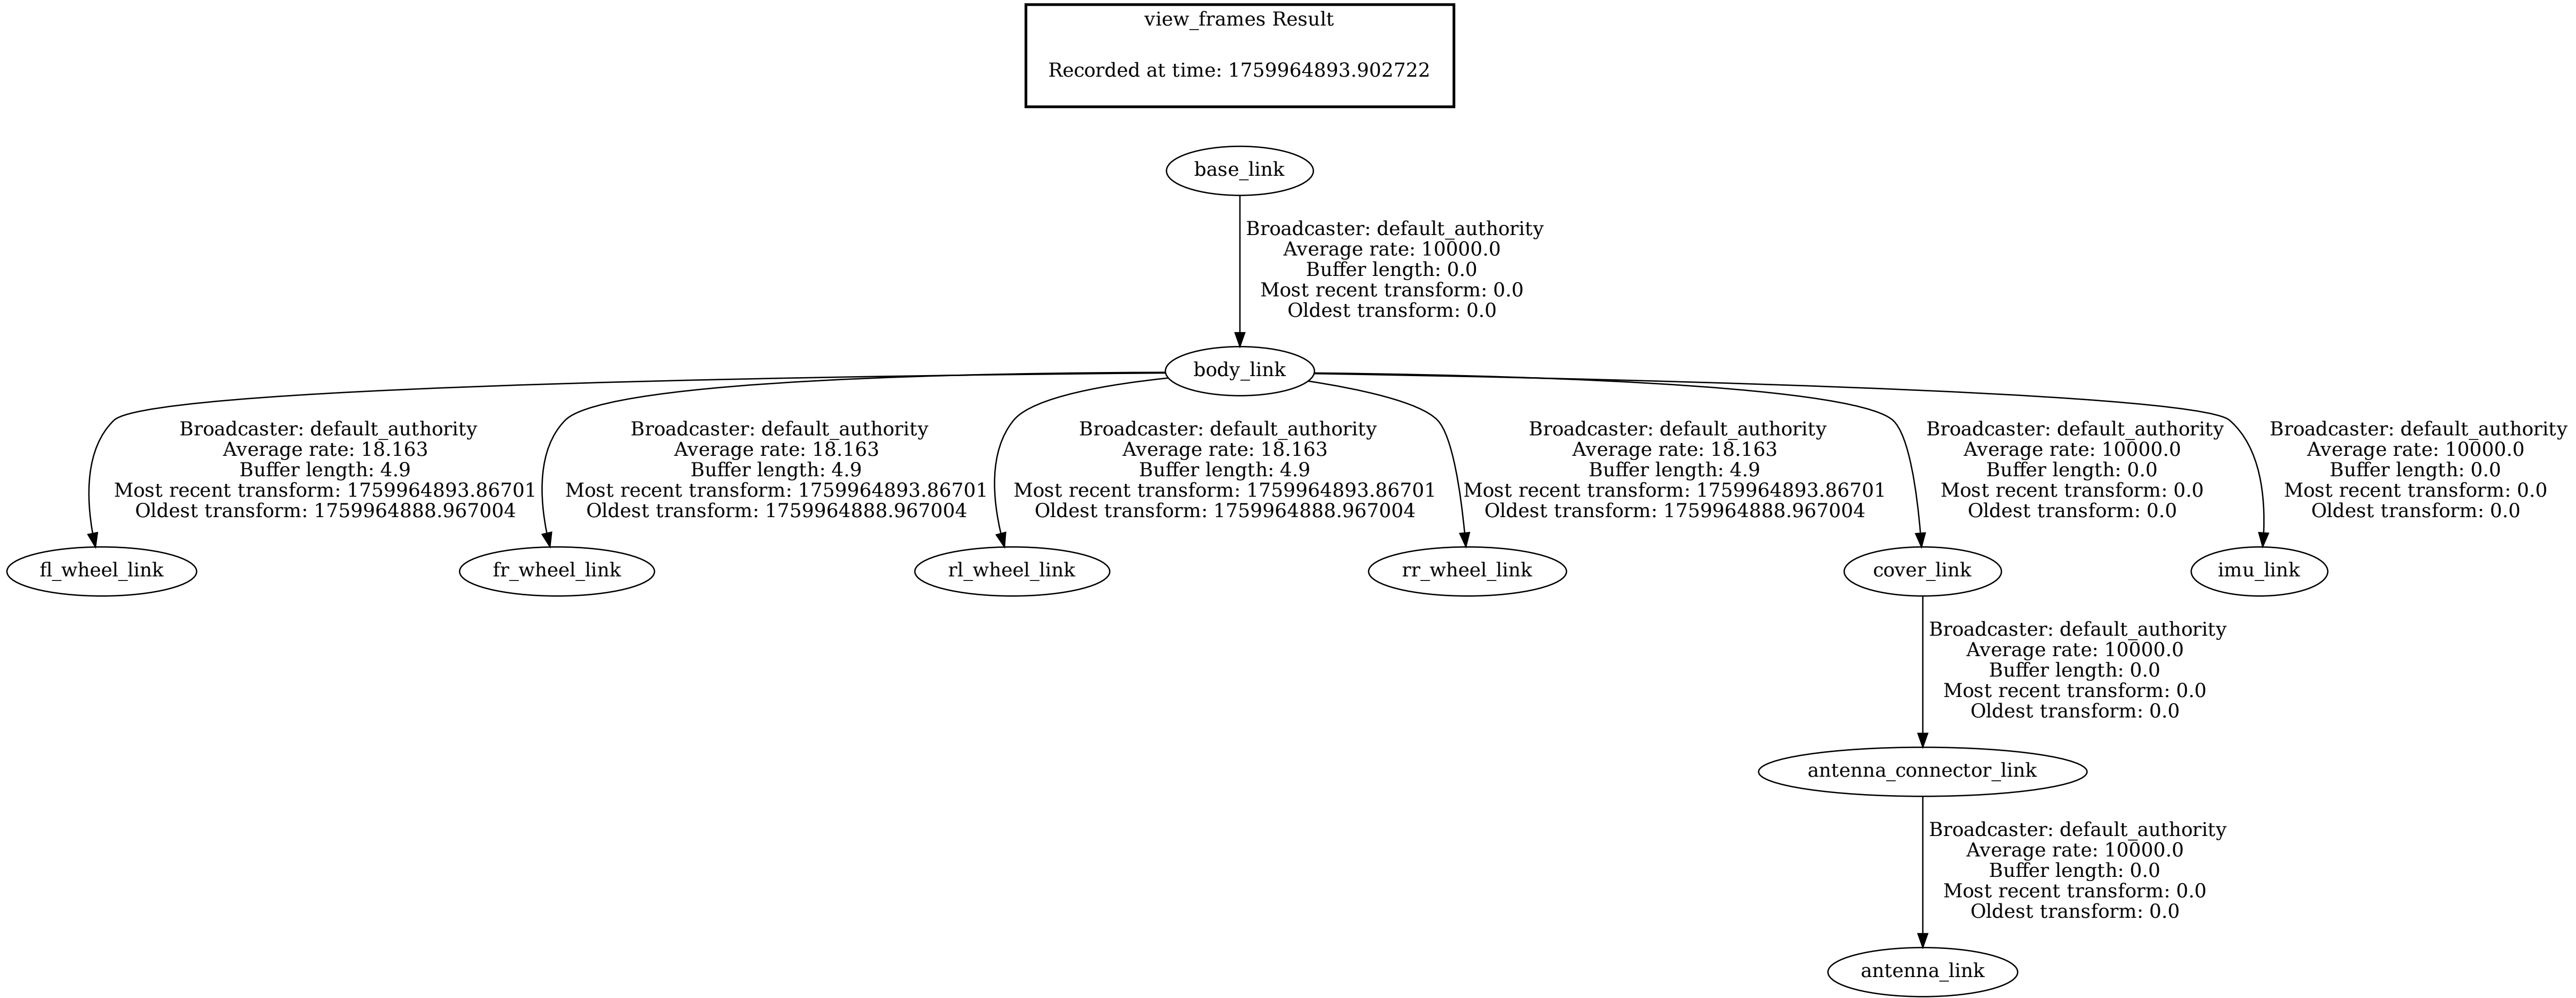 view_frames Result
Recorded at time: 1759964893.902722
base_link
Broadcaster: default_authority
Average rate: 10000.0
Buffer length: 0.0
Most recent transform: 0.0
Oldest transform: 0.0
body_link
Broadcaster: default_authority
Average rate: 18.163
Buffer length: 4.9
Most recent transform: 1759964893.86701
Oldest transform: 1759964888.967004
Broadcaster: default_authority
Average rate: 18.163
Buffer length: 4.9
Most recent transform: 1759964893.86701
Oldest transform: 1759964888.967004
Broadcaster: default_authority
Average rate: 18.163
Buffer length: 4.9
Most recent transform: 1759964893.86701
Oldest transform: 1759964888.967004
Broadcaster: default_authority
Average rate: 18.163
Buffer length: 4.9
Most recent transform: 1759964893.86701
Oldest transform: 1759964888.967004
Broadcaster: default_authority
Average rate: 10000.0
Buffer length: 0.0
Most recent transform: 0.0
Oldest transform: 0.0
Broadcaster: default_authority
Average rate: 10000.0
Buffer length: 0.0
Most recent transform: 0.0
Oldest transform: 0.0
fl_wheel_link
fr_wheel_link
rl_wheel_link
rr_wheel_link
cover_link
imu_link
Broadcaster: default_authority
Average rate: 10000.0
Buffer length: 0.0
Most recent transform: 0.0
Oldest transform: 0.0
antenna_connector_link
Broadcaster: default_authority
Average rate: 10000.0
Buffer length: 0.0
Most recent transform: 0.0
Oldest transform: 0.0
antenna_link